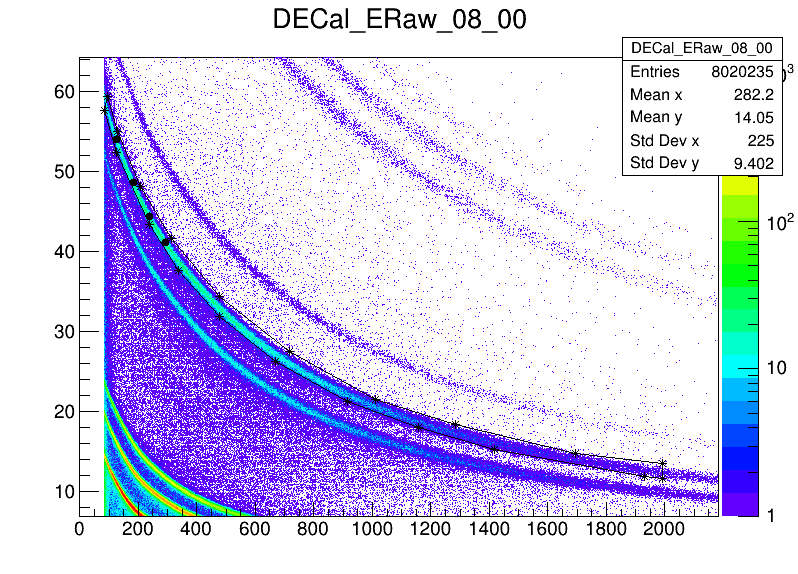 DECal_ERaw_08_00
DECal_ERaw_08_00
Entries 8020235
Mean x 282.2
Mean y 14.05
Std Dev x 225
Std Dev y 9.402
60
50
40
30
20
10
0 200 400 600 800 1000 1200 1400 1600 1800 2000
10²
10
1